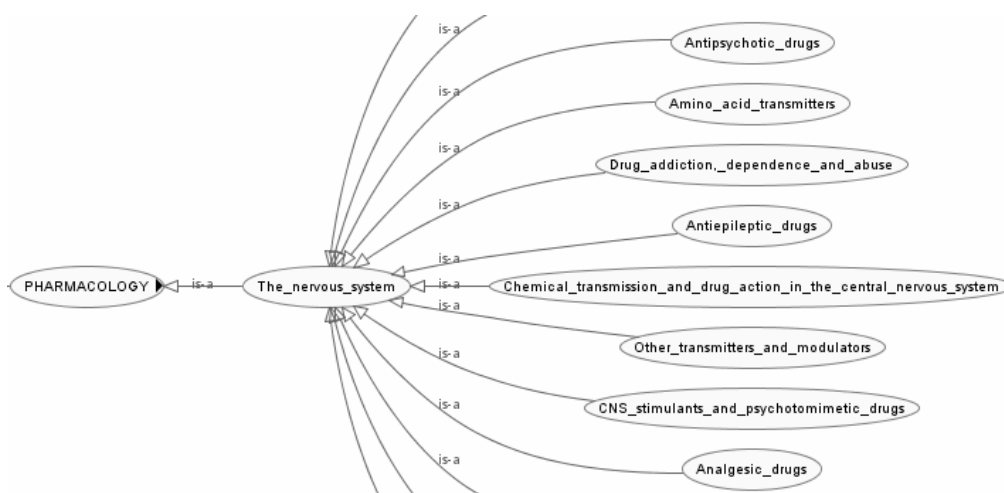 is-a
Antipsychotic_drugs
is-a
Amino_acid_transmitters
is-a
Drug_addiction,_dependence_and_abuse
is-a
Antiepileptic_drugs
is-a
PHARMACOLOGY
is-a
The_nervous_system
is-a
Chemical_transmission_and_drug_action_in_the_central_nervous_system
is-a
Other_transmitters_and_modulators
is-a
CNS_stimulants_and_psychotomimetic_drugs
is-a
Analgesic_drugs
is-a